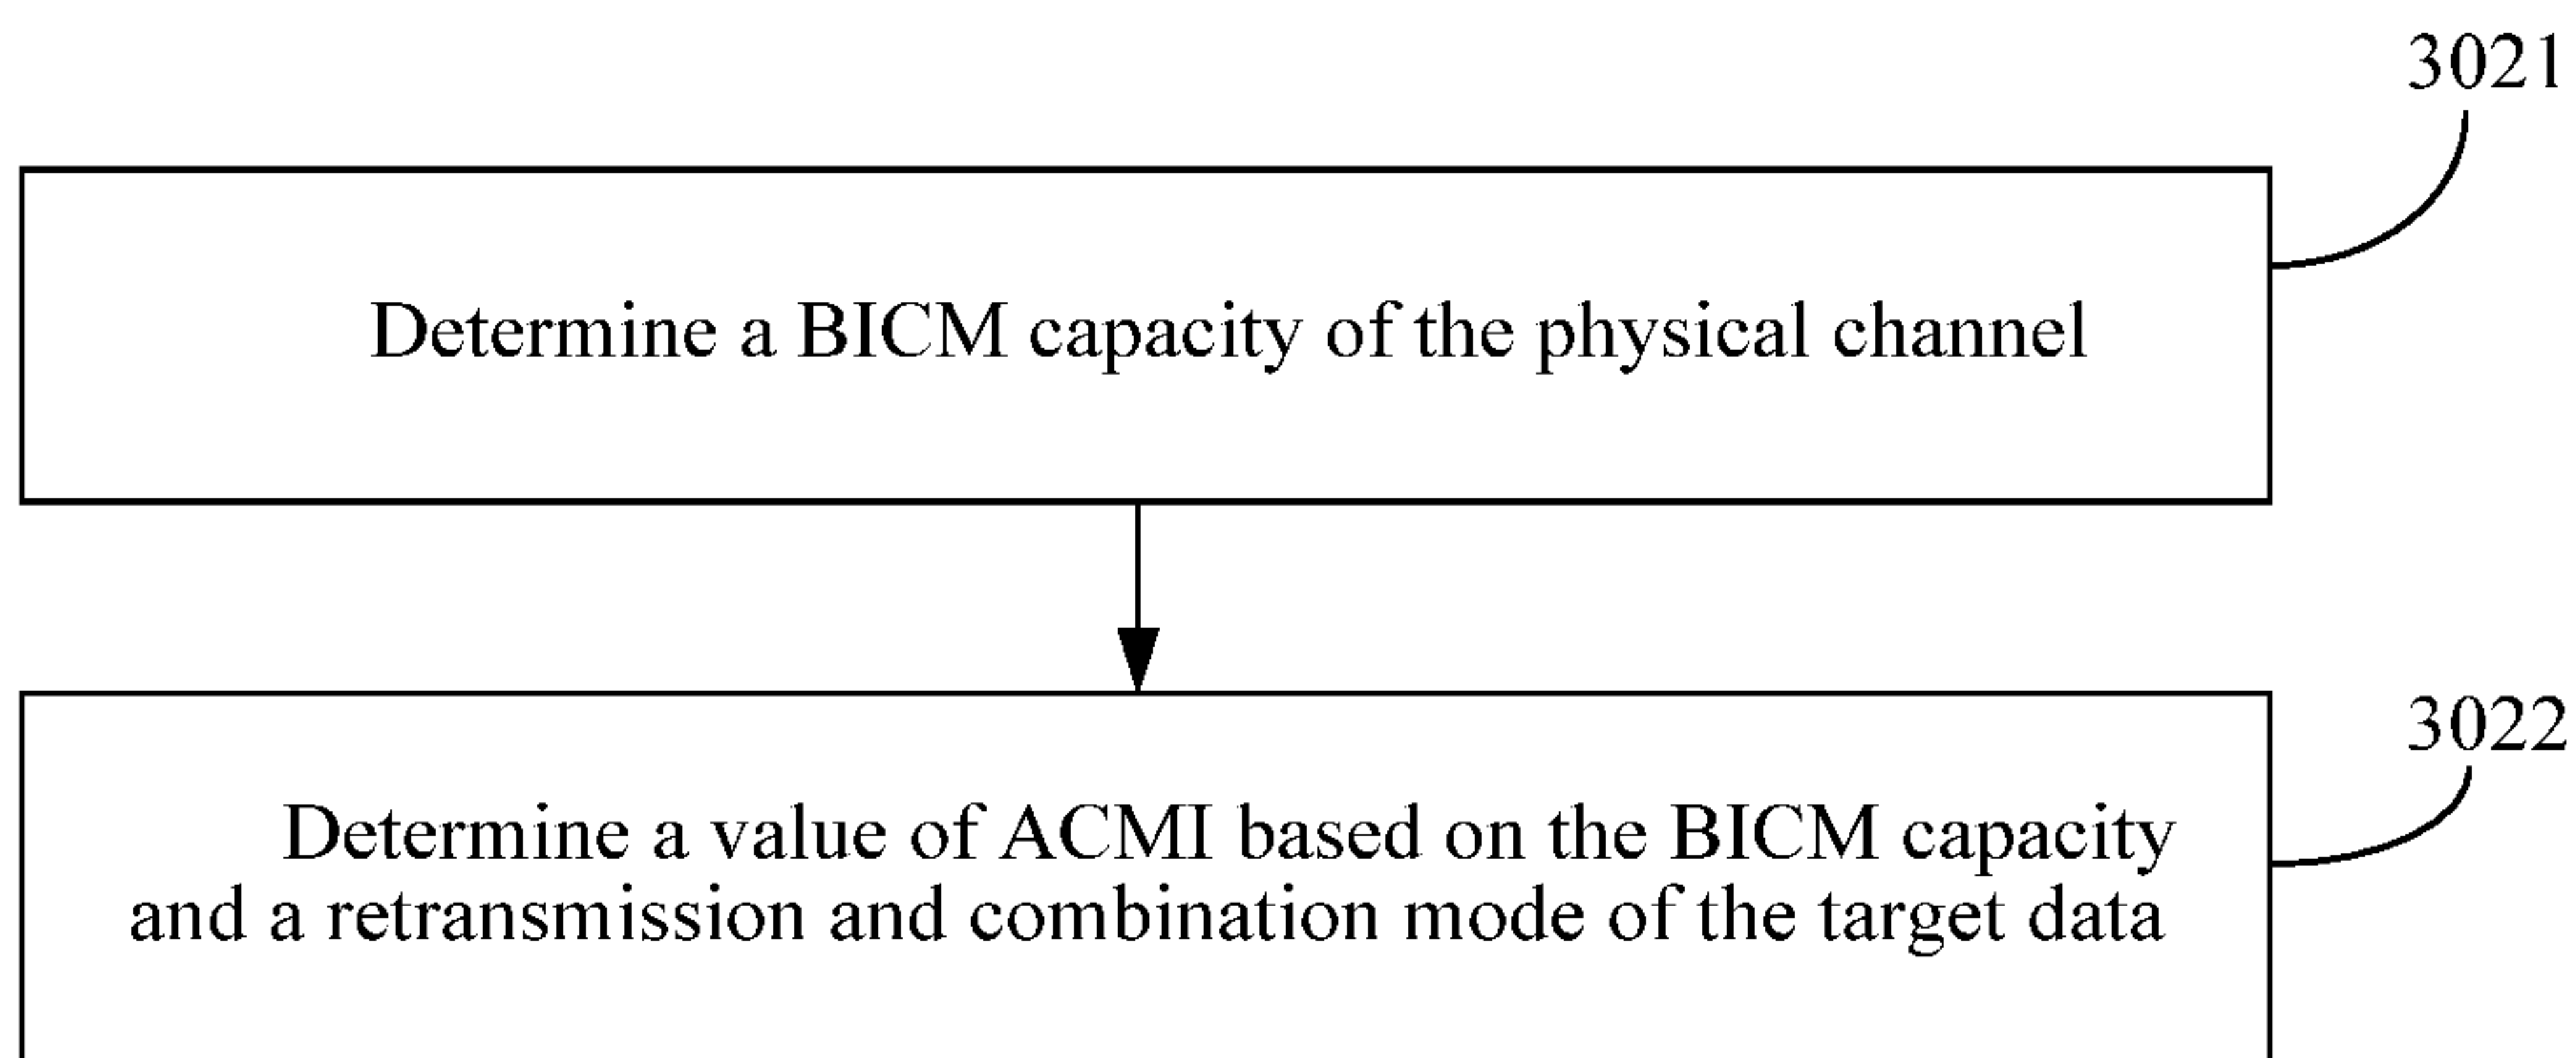 3021
Determine a BICM capacity of the physical channel
3022
Determine a value of ACMI based on the BICM capacity
and a retransmission and combination mode of the target data